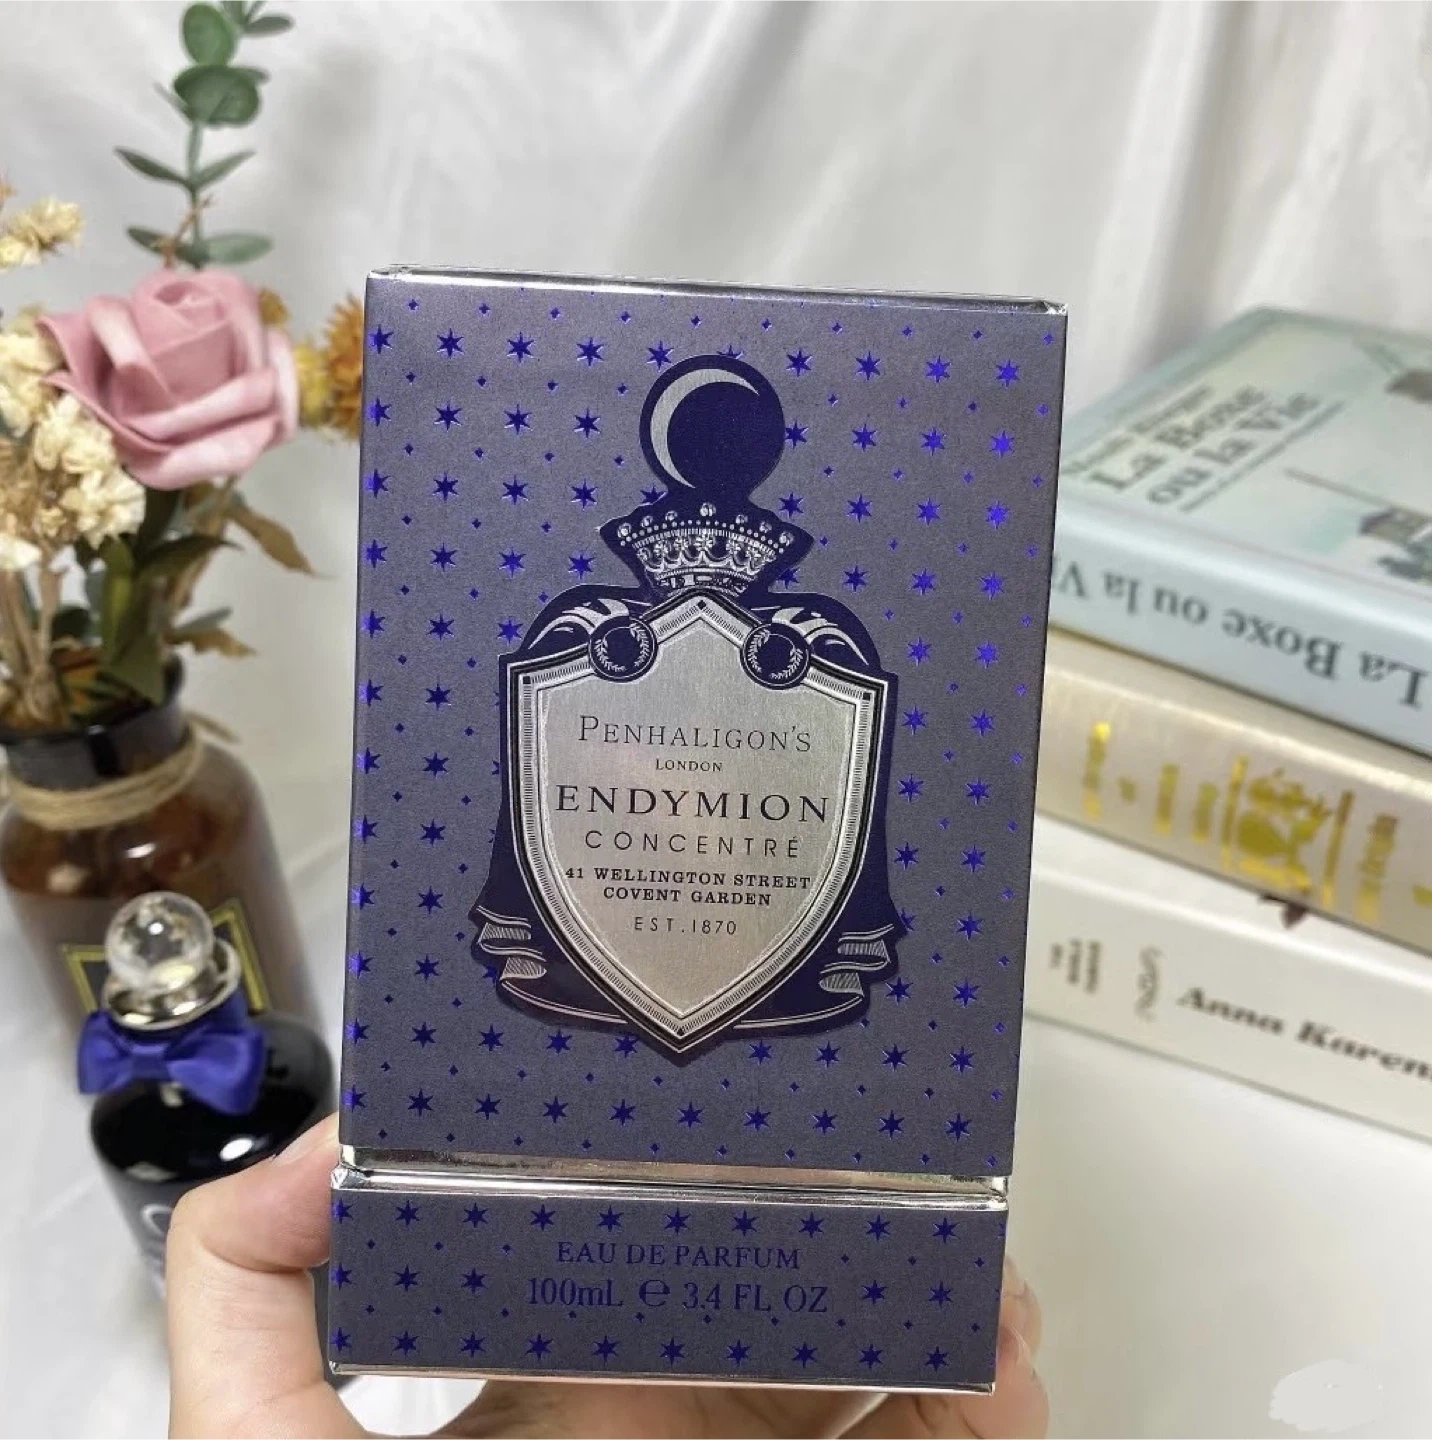 PENHALIGON'S
LONDON
ENDYMION
CONCENTRÉ
41 WELLINGTON STREET
COVENT GARDEN
EST.1870
EAU DE PARFUM
100mL ℮ 3.4 FL OZ
La Boxe
ou la Vie
La Boxe ou la V
Anna Karen